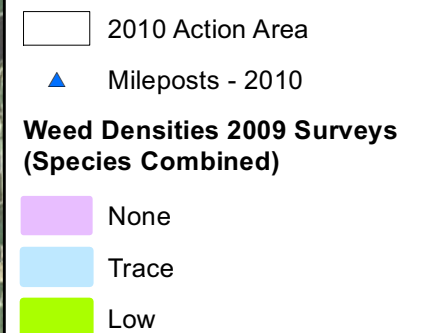 2010 Action Area
Mileposts - 2010
Weed Densities 2009 Surveys
(Species Combined)
None
Trace
Low